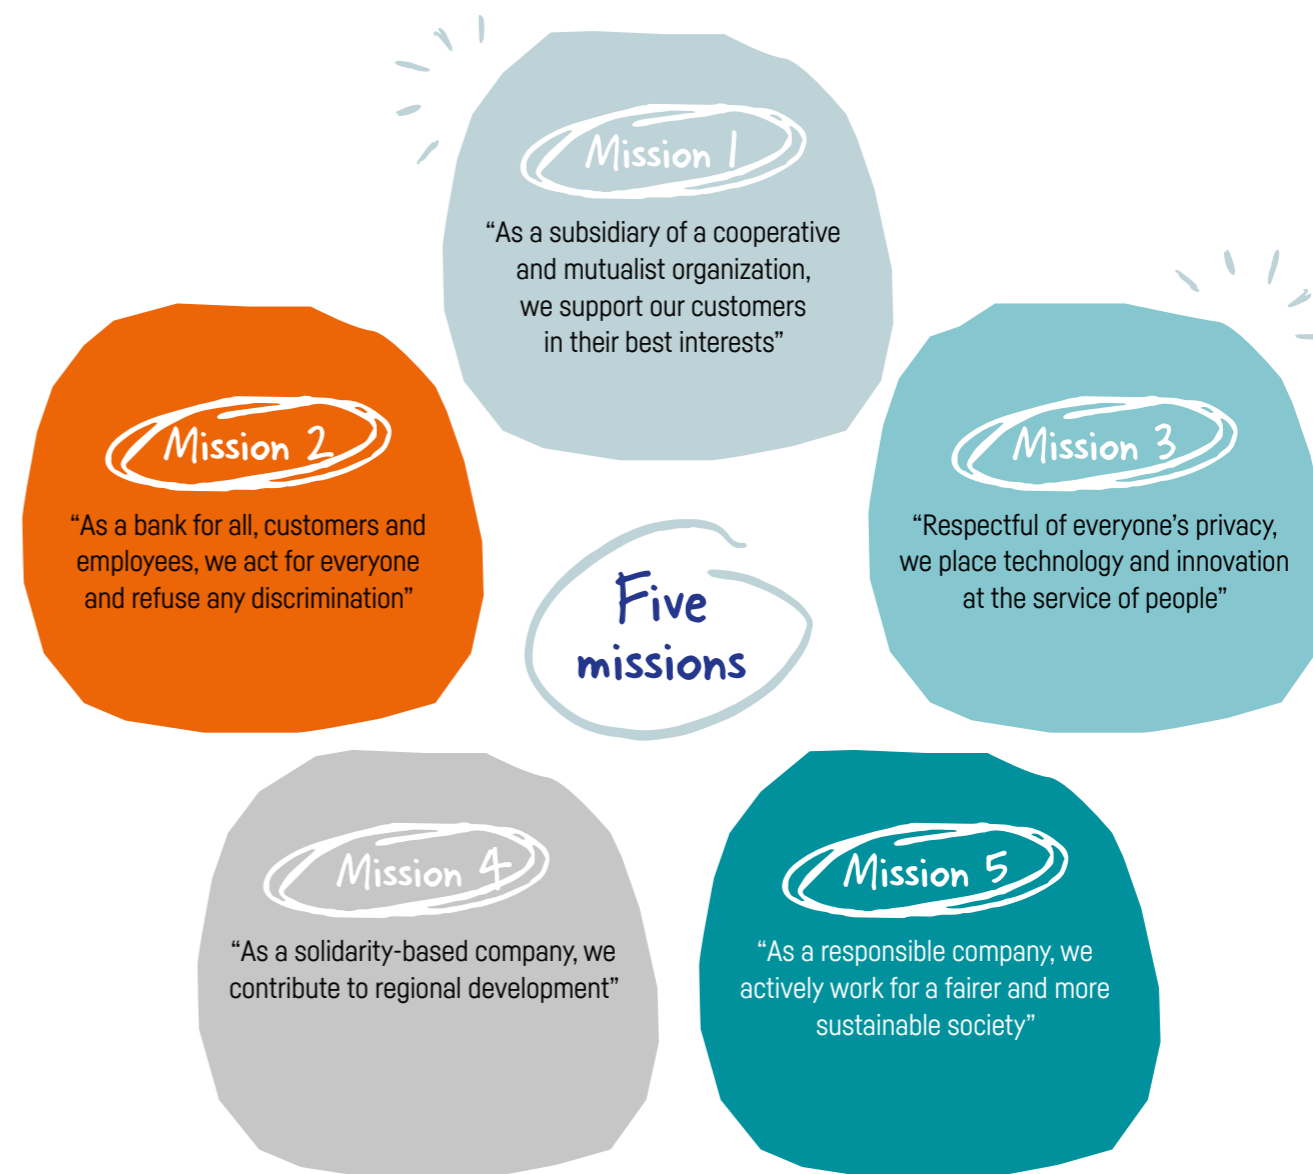 Mission 1
“As a subsidiary of a cooperative
and mutualist organization,
we support our customers
in their best interests”
Mission 2
“As a bank for all, customers and
employees, we act for everyone
and refuse any discrimination”
Mission 3
“Respectful of everyone’s privacy,
we place technology and innovation
at the service of people”
Five
missions
Mission 4
“As a solidarity-based company, we
contribute to regional development”
Mission 5
“As a responsible company, we
actively work for a fairer and more
sustainable society”